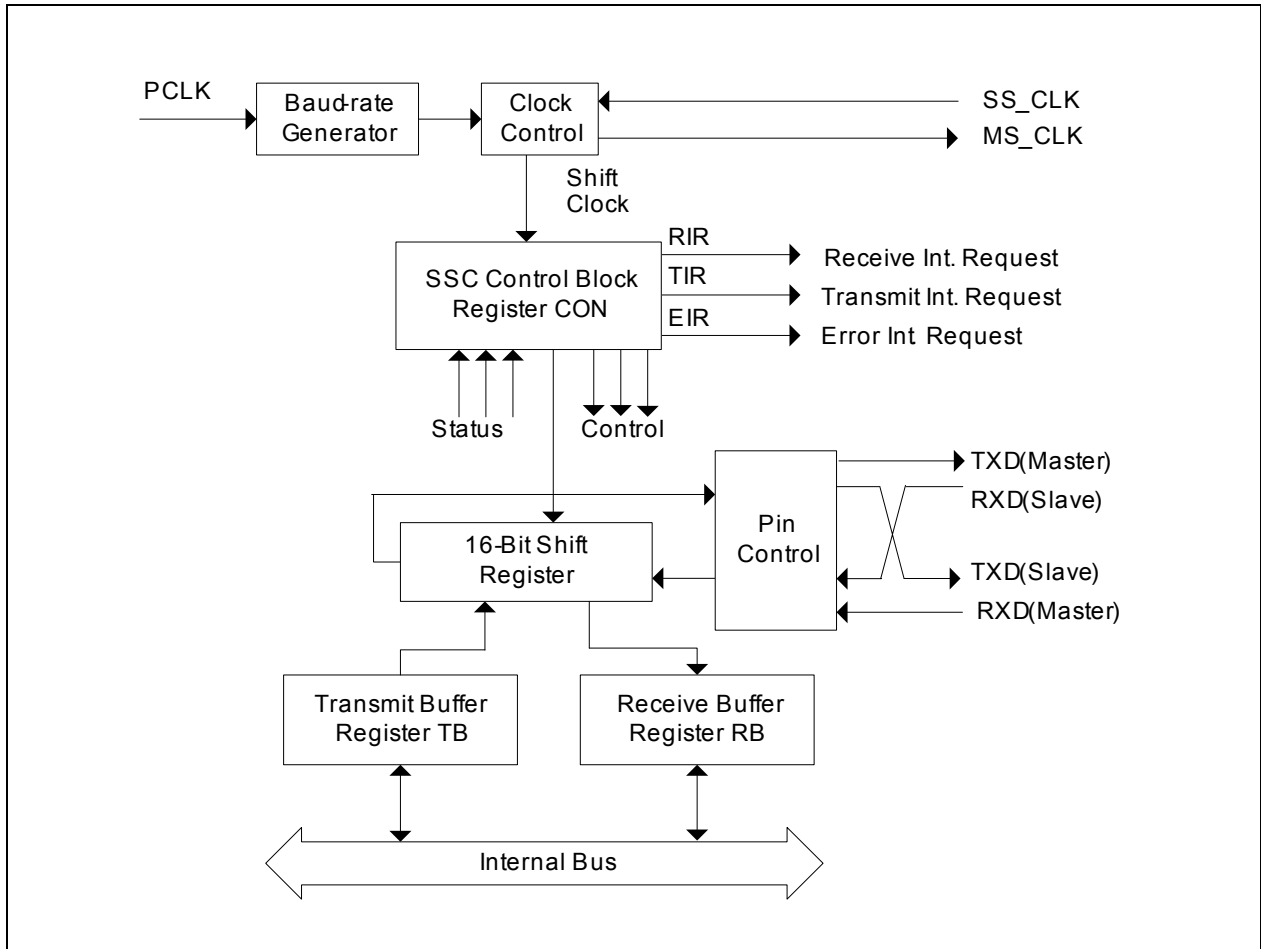 PCLK
Baud-rate
Generator
Clock
Control
SS_CLK
MS_CLK
Shift
Clock
SSC Control Block
Register CON
RIR
TIR
EIR
Receive Int. Request
Transmit Int. Request
Error Int. Request
Status
Control
16-Bit Shift
Register
Pin
Control
TXD(Master)
RXD(Slave)
TXD(Slave)
RXD(Master)
Transmit Buffer
Register TB
Receive Buffer
Register RB
Internal Bus